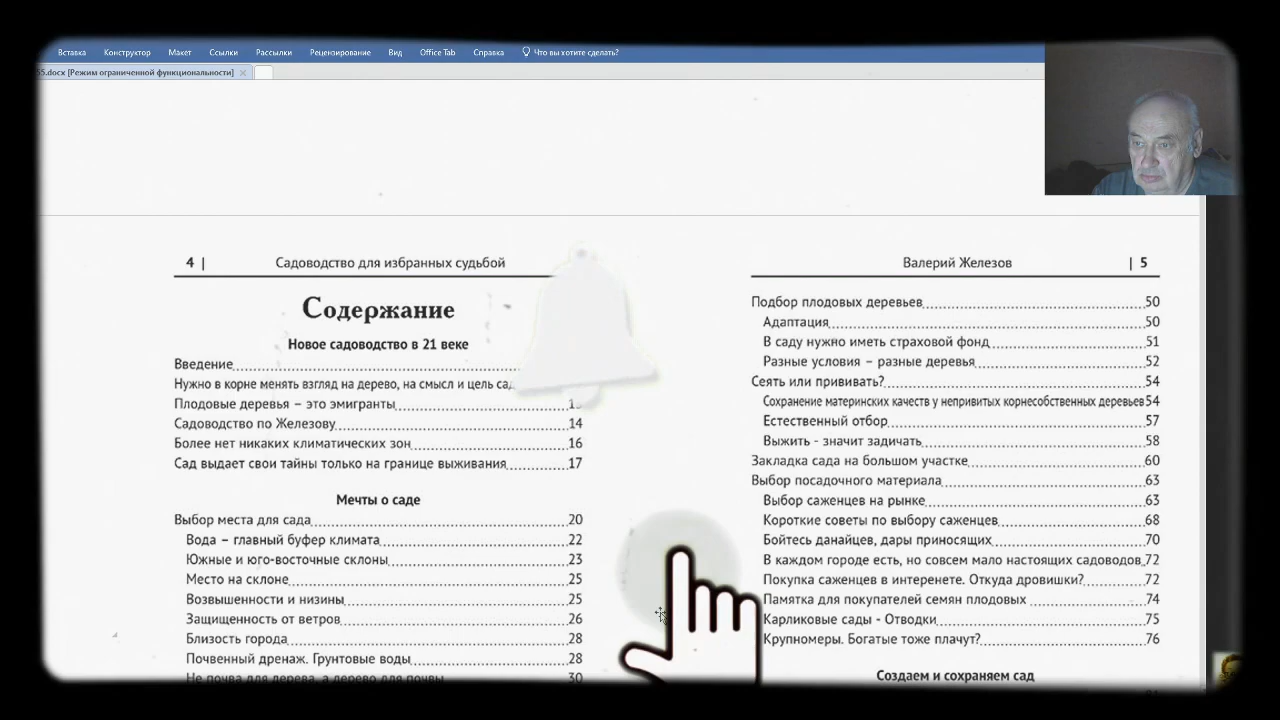 Вставка Конструктор Макет Ссылки Рассылки Рецензирование Вид Office Tab Справка Что вы хотите сделать?
55.docx [Режим ограниченной функциональности]
4 | Садоводство для избранных судьбой
Содержание
Новое садоводство в 21 веке
Введение
Нужно в корне менять взгляд на дерево, на смысл и цель
Плодовые деревья – это эмигранты
Садоводство по Железову 14
Более нет никаких климатических зон 16
Сад выдает свои тайны только на границе выживания 17
Мечты о саде
Выбор места для сада 20
Вода – главный буфер климата 22
Южные и юго-восточные склоны 23
Место на склоне 25
Возвышенности и низины 25
Защищенность от ветров 26
Близость города 28
Почвенный дренаж. Грунтовые воды 28
Не почва для дерева, а дерево для почвы 30
Валерий Железов | 5
Подбор плодовых деревьев 50
Адаптация 50
В саду нужно иметь страховой фонд 51
Разные условия – разные деревья 52
Сеять или прививать? 54
Сохранение материнских качеств у непривитых корнесобственных деревьев 54
Естественный отбор 57
Выжить - значит задичать 58
Закладка сада на большом участке 60
Выбор посадочного материала 63
Выбор саженцев на рынке 63
Короткие советы по выбору саженцев 68
Бойтесь данайцев, дары приносящих 70
В каждом городе есть, но совсем мало настоящих садоводов 72
Покупка саженцев в интеренете. Откуда дровишки? 72
Памятка для покупателей семян плодовых 74
Карликовые сады - Отводки 75
Крупномеры. Богатые тоже плачут? 76
Создаем и сохраняем сад